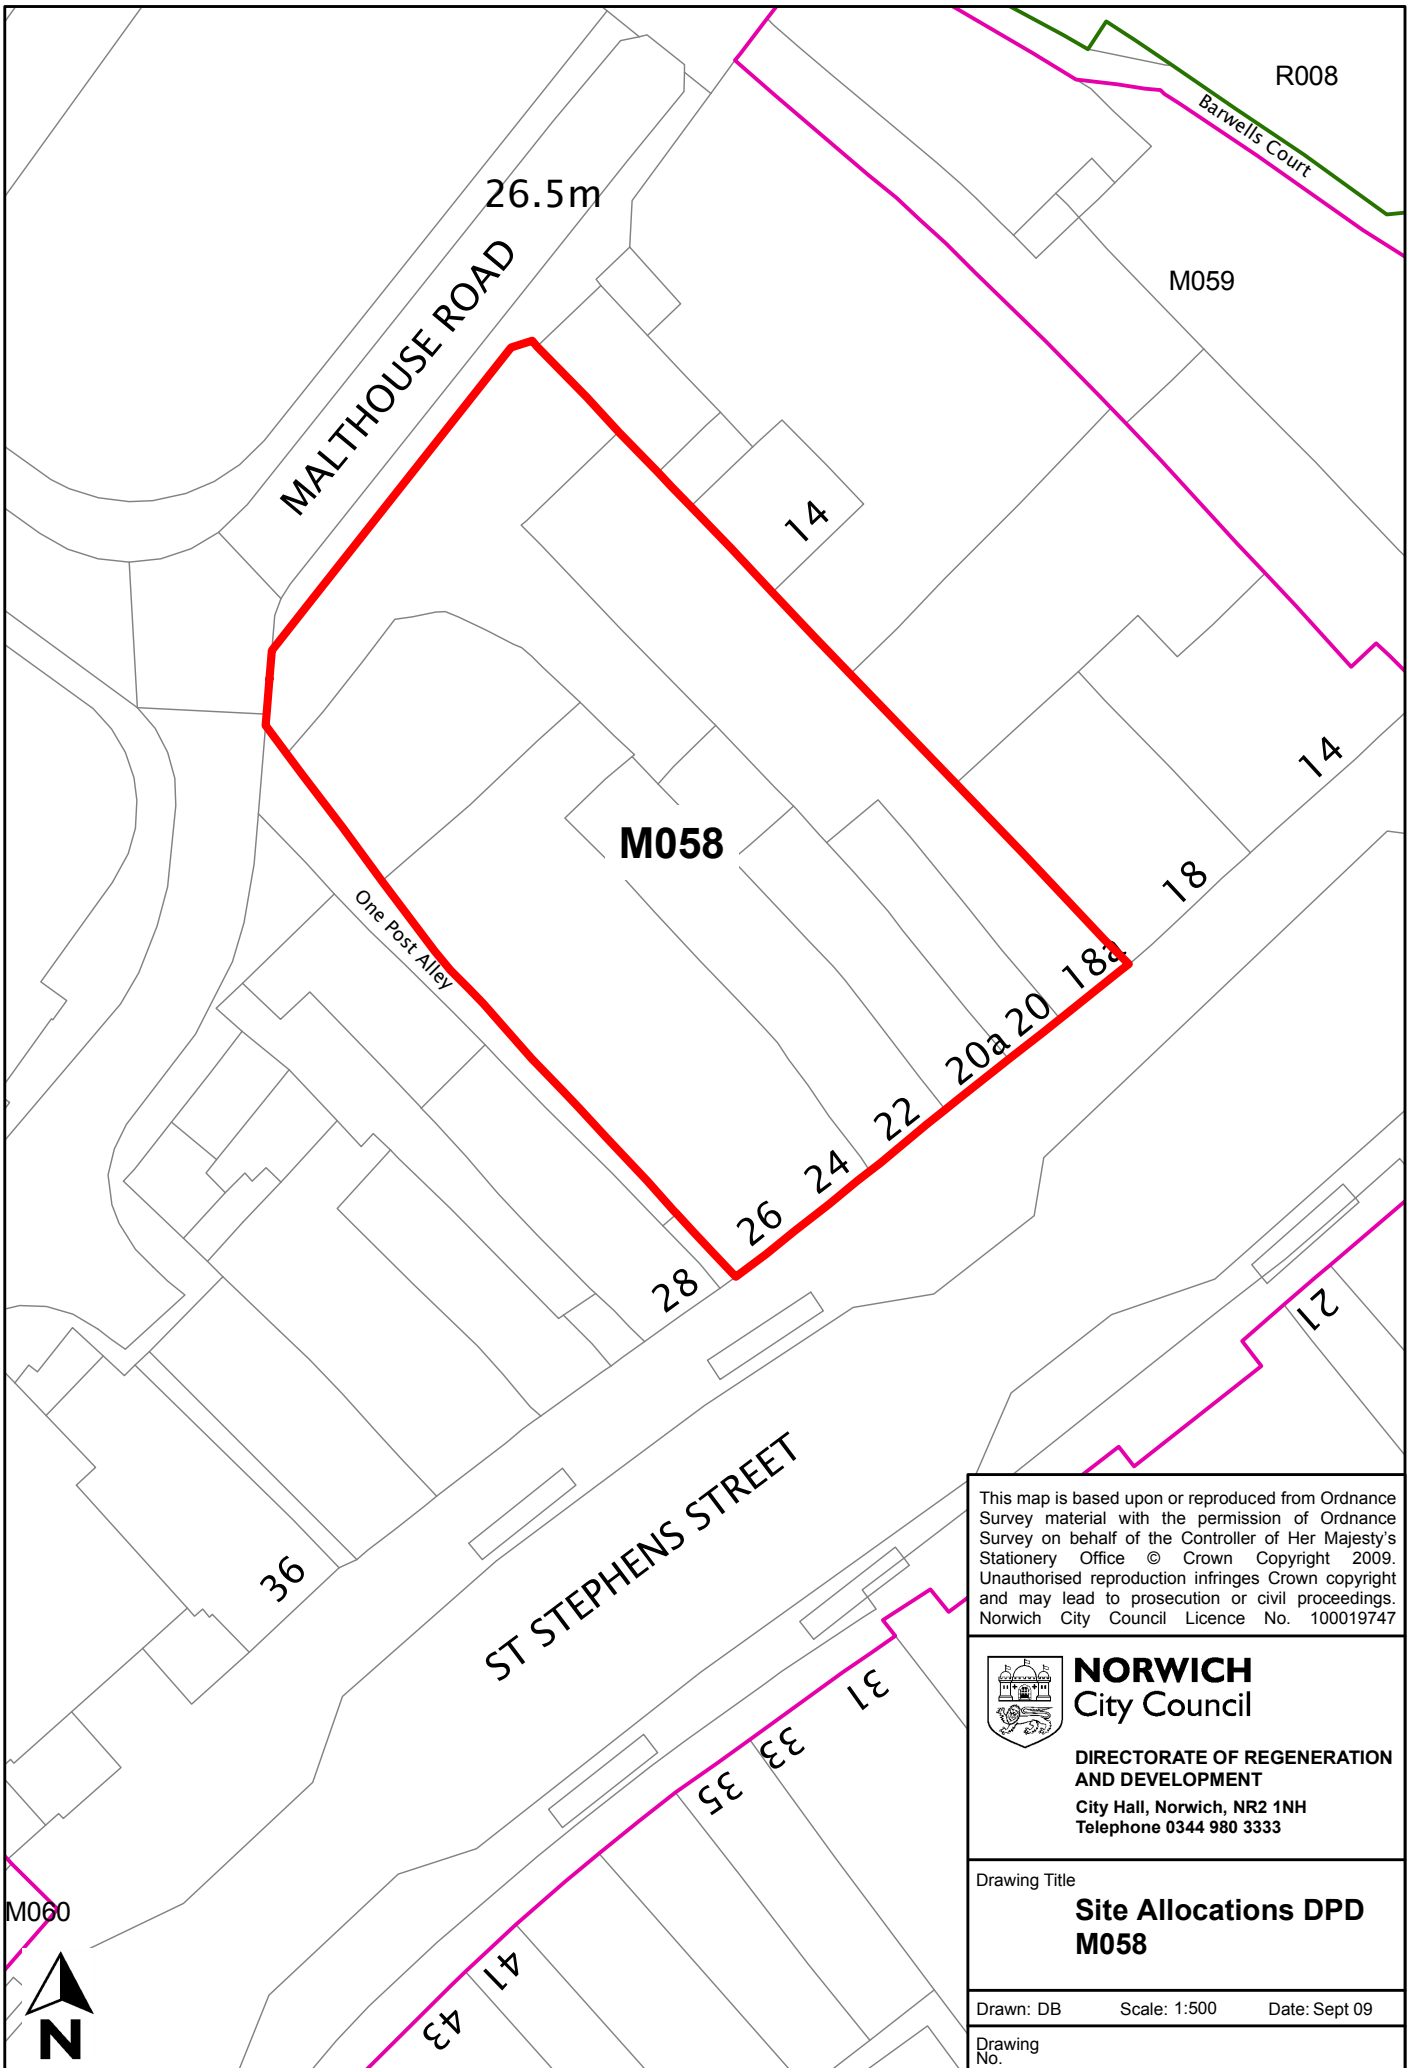 R008
Barwells Court
26.5m
M059
MALTHOUSE ROAD
14
14
M058
18
One Post Alley
18a
20
20a
22
24
26
28
21
ST STEPHENS STREET
36
31
33
35
41
43
M060
N
This map is based upon or reproduced from Ordnance
Survey material with the permission of Ordnance
Survey on behalf of the Controller of Her Majesty's
Stationery Office © Crown Copyright 2009.
Unauthorised reproduction infringes Crown copyright
and may lead to prosecution or civil proceedings.
Norwich City Council Licence No. 100019747
NORWICH
City Council
DIRECTORATE OF REGENERATION
AND DEVELOPMENT
City Hall, Norwich, NR2 1NH
Telephone 0344 980 3333
Drawing Title
Site Allocations DPD
M058
Drawn: DB Scale: 1:500 Date: Sept 09
Drawing
No.